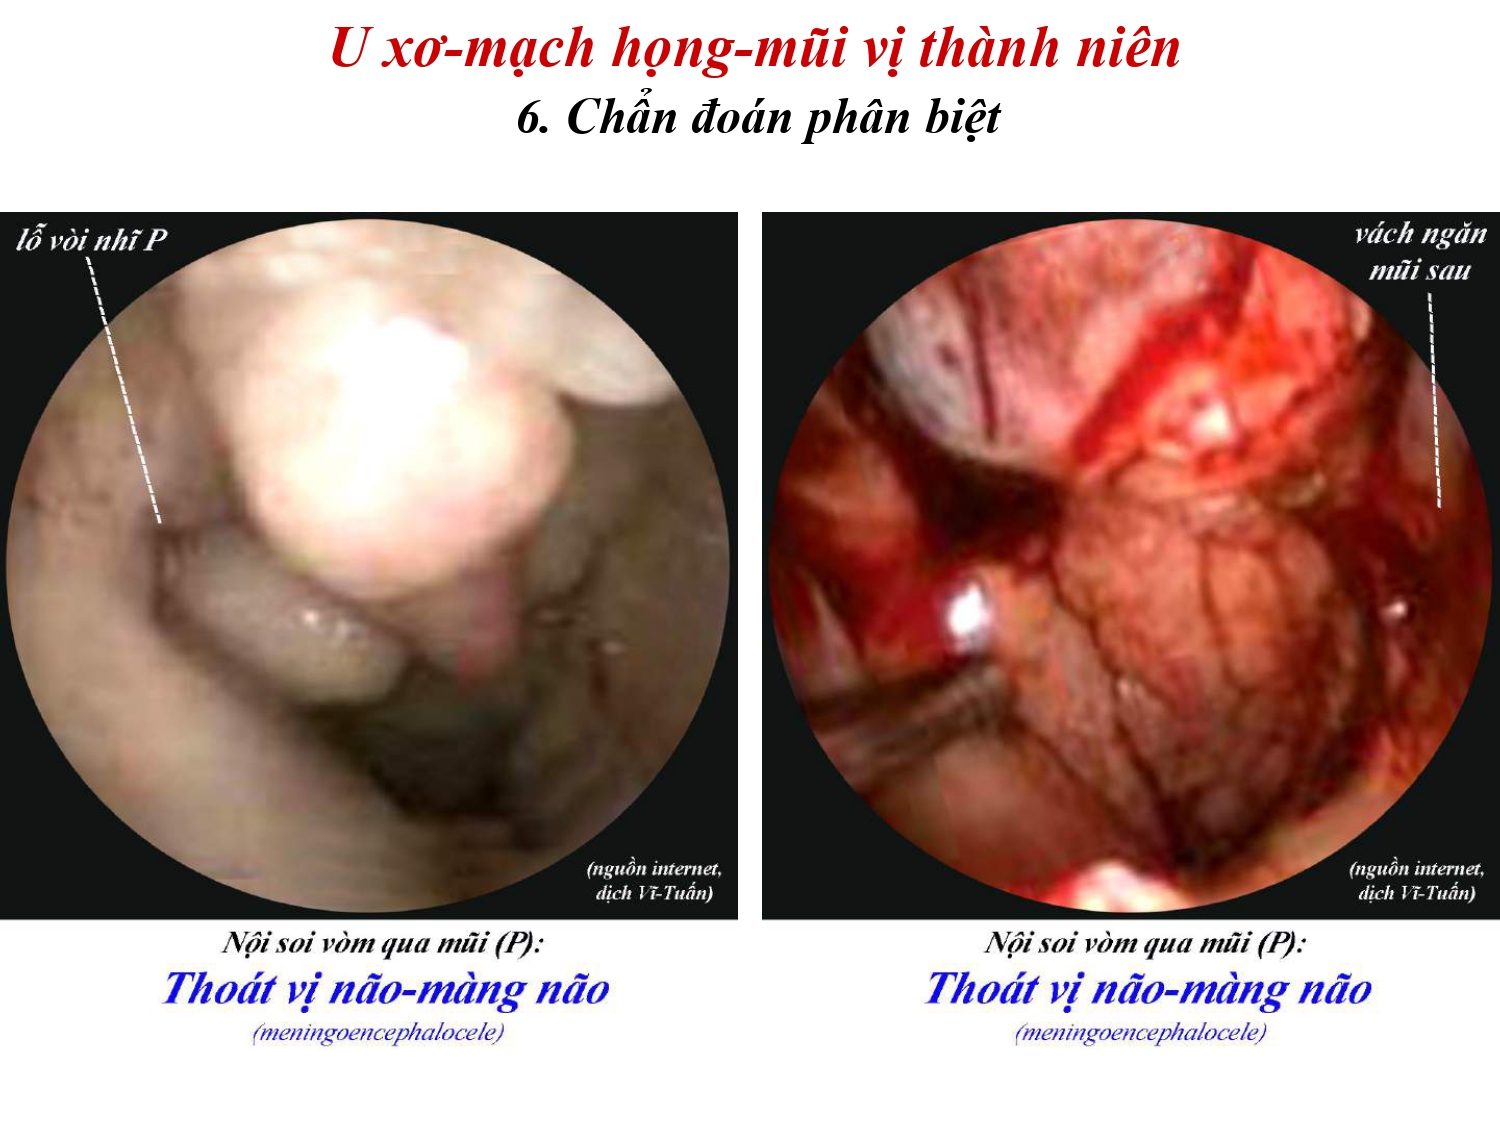 U xơ-mạch họng-mũi vị thành niên
6. Chẩn đoán phân biệt
lỗ vòi nhĩ P
(nguồn internet,
dịch Vĩ-Tuấn)
Nội soi vòm qua mũi (P):
Thoát vị não-màng não
(meningoencephalocele)
vách ngăn
mũi sau
(nguồn internet,
dịch Vĩ-Tuấn)
Nội soi vòm qua mũi (P):
Thoát vị não-màng não
(meningoencephalocele)